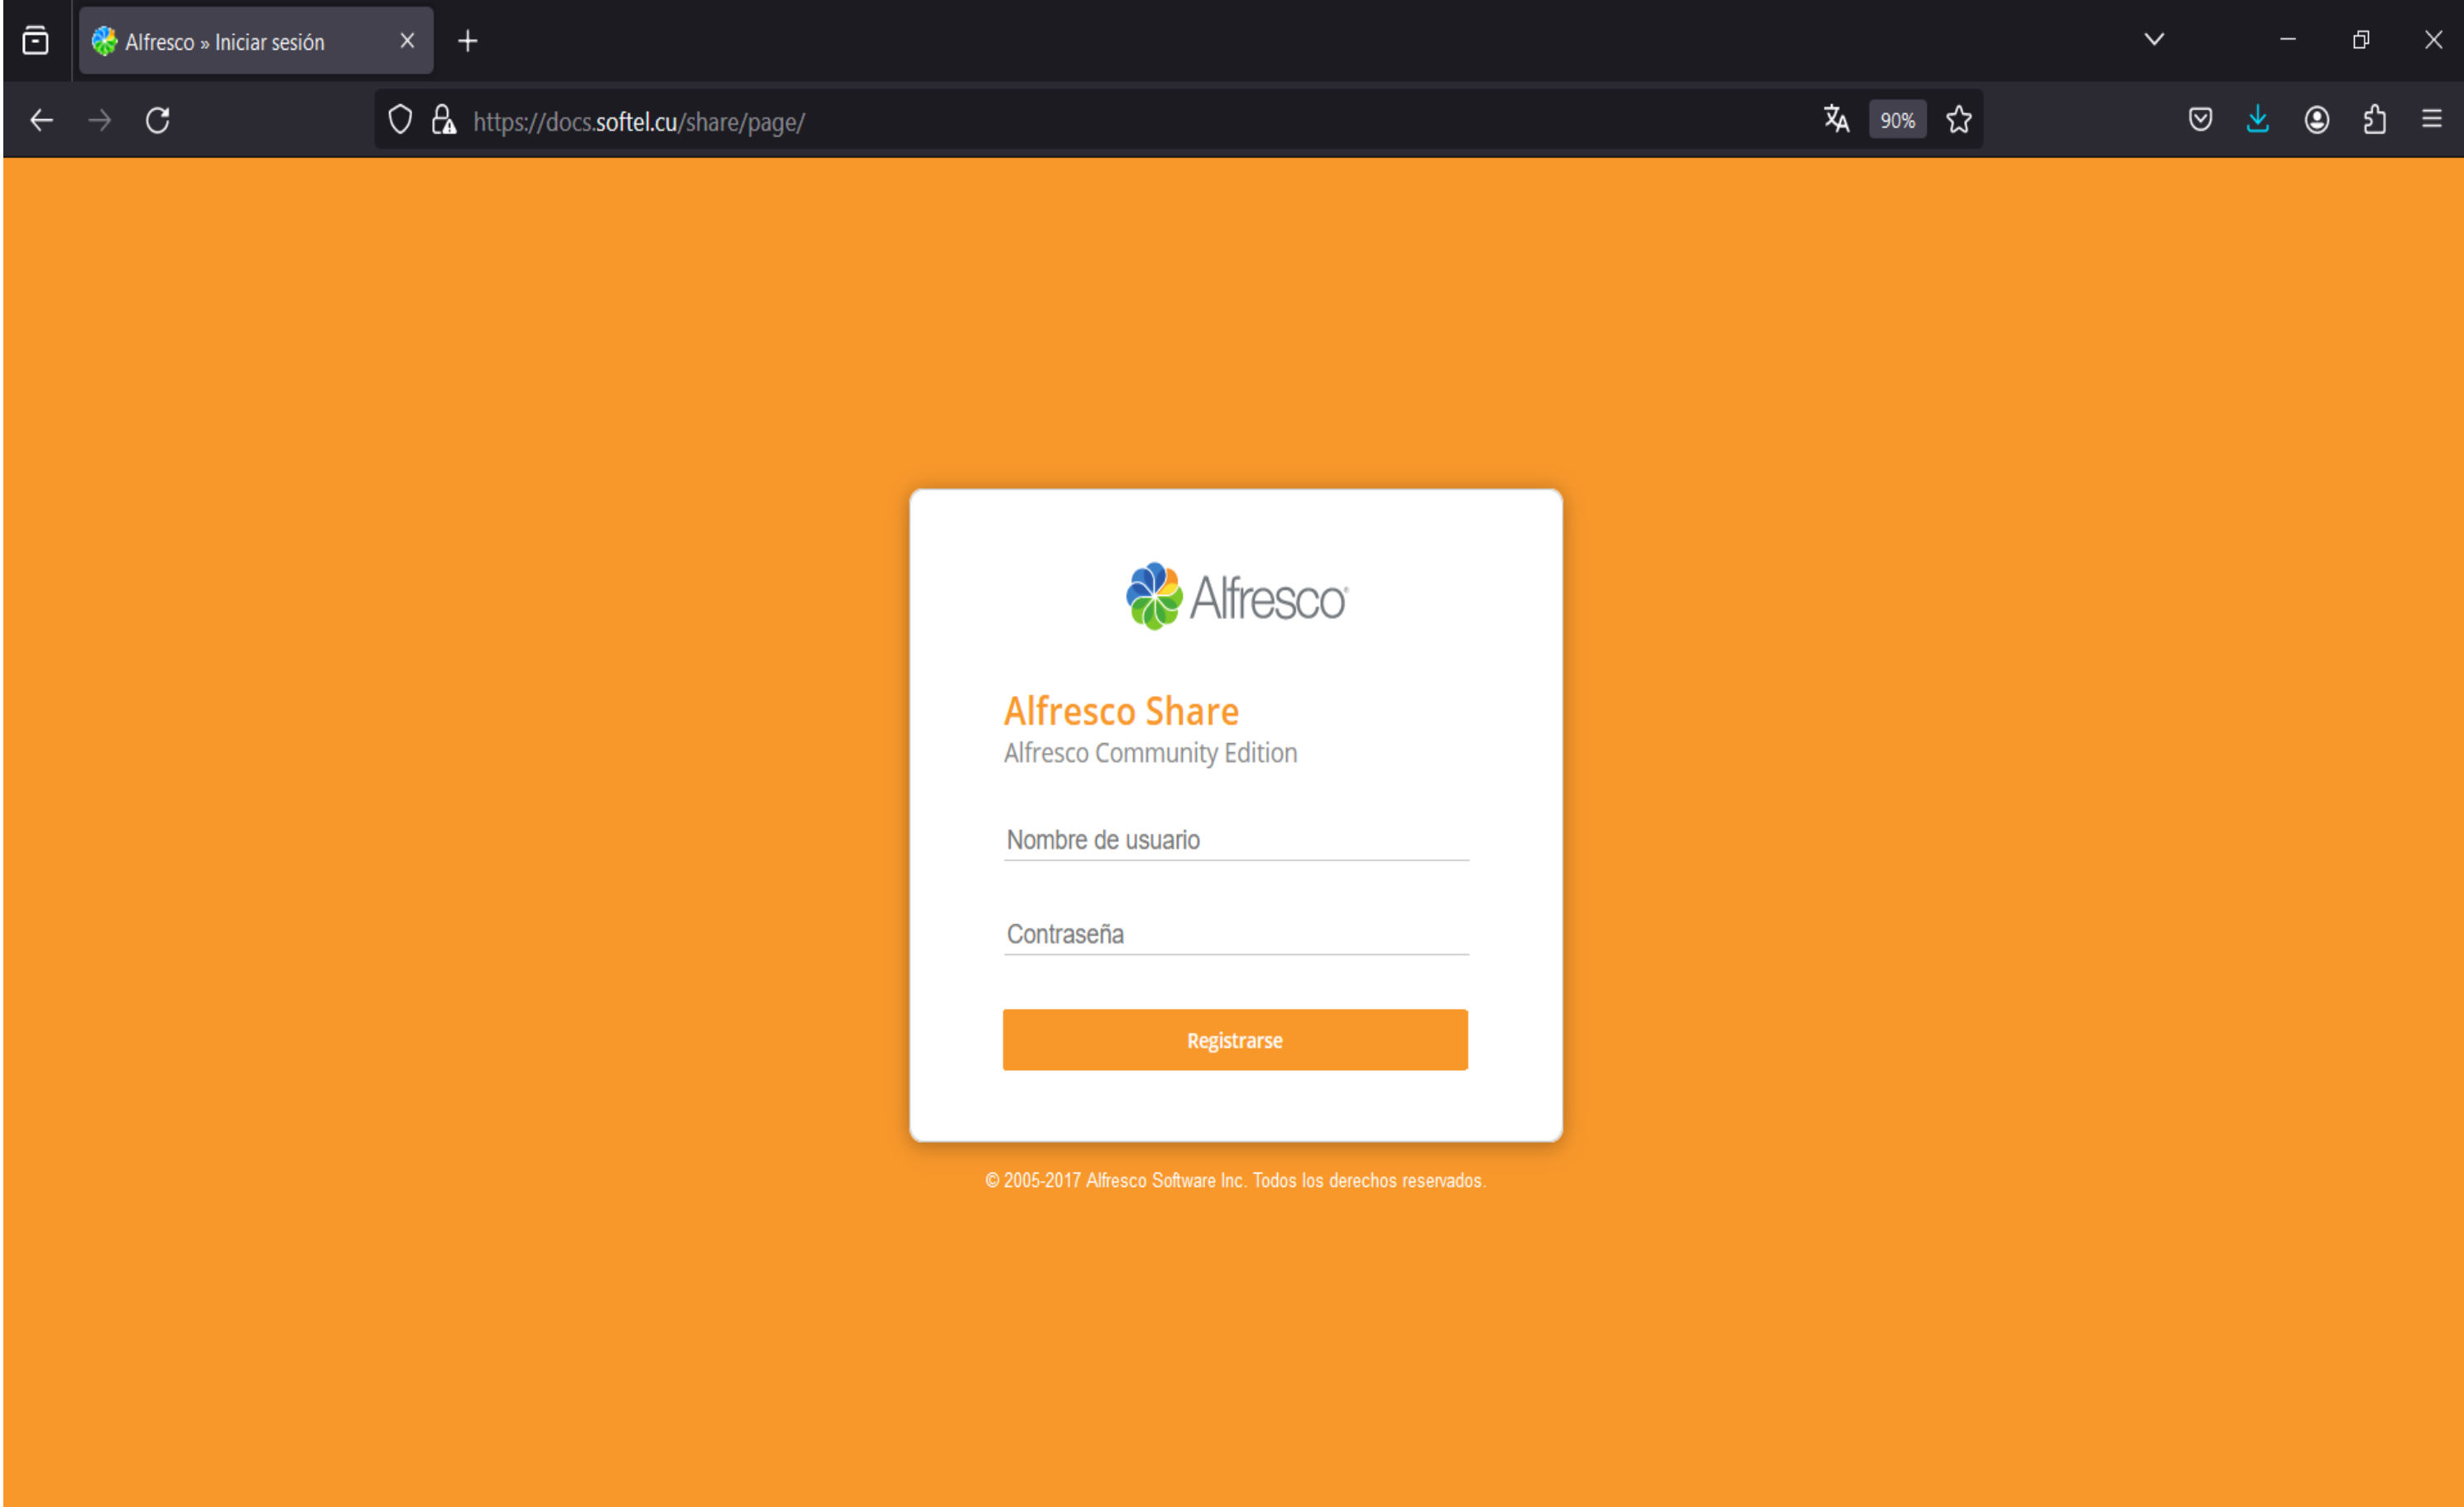 Alfresco » Iniciar sesión
https://docs.softel.cu/share/page/
90%
Alfresco®
Alfresco Share
Alfresco Community Edition
Nombre de usuario
Contraseña
Registrarse
© 2005-2017 Alfresco Software Inc. Todos los derechos reservados.